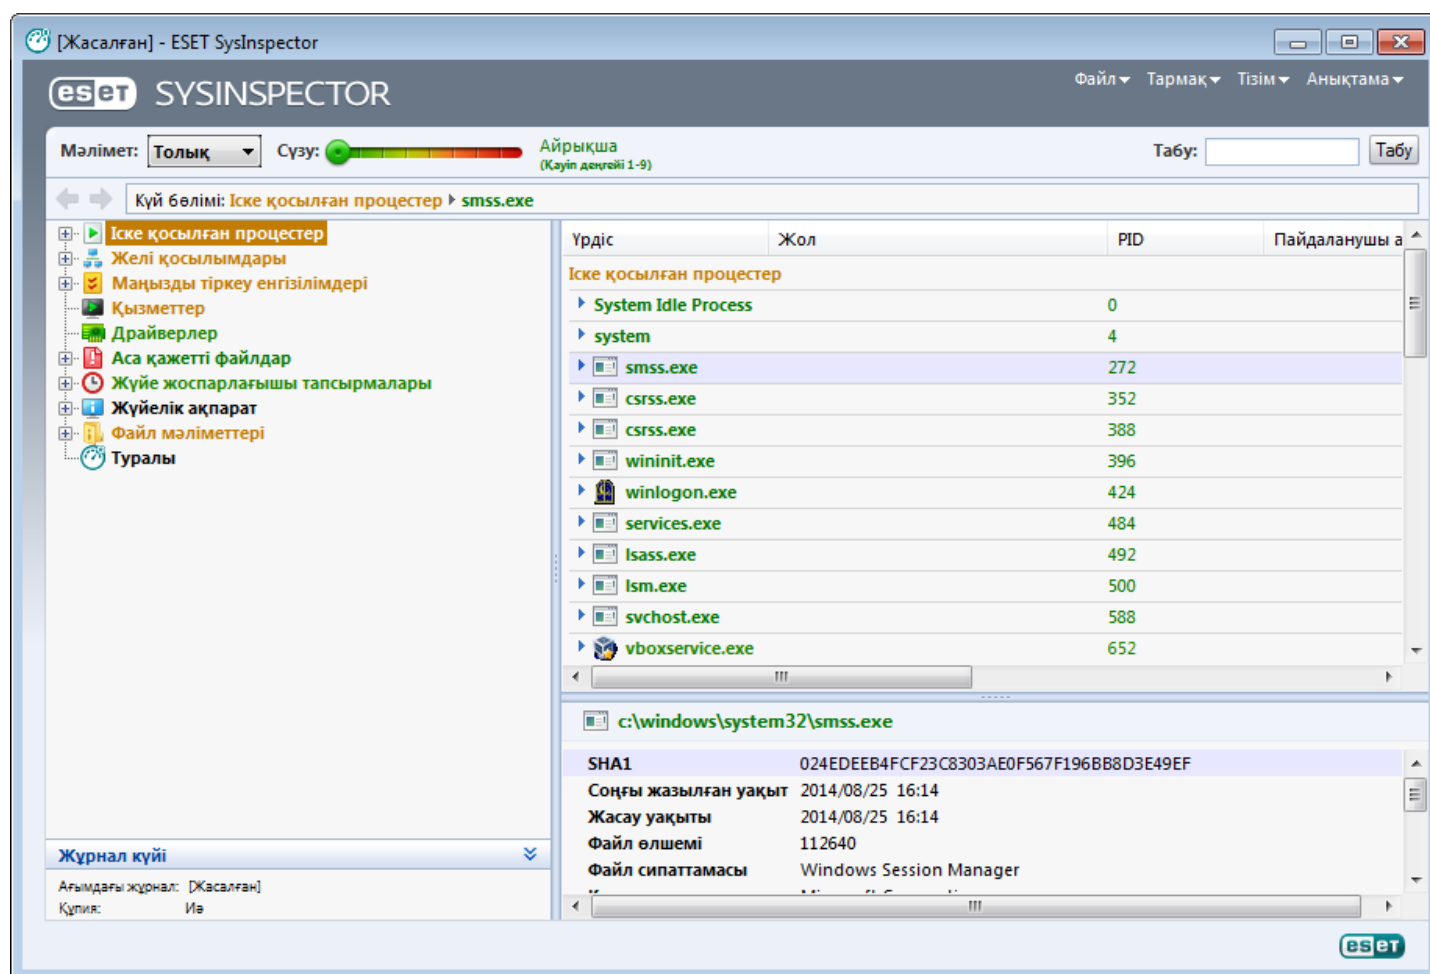 [Жасалған] - ESET SysInspector
eset SYSINSPECTOR
Файл Тармақ Тізім Анықтама
Мәлімет: Толық Сүзу: Айрықша
(Қауіп деңгейі 1-9)
Табу: Табу
Күй бөлімі: Іске қосылған процестер smss.exe
Іске қосылған процестер
Желі қосылымдары
Маңызды тіркеу енгізілімдері
Қызметтер
Драйверлер
Аса қажетті файлдар
Жүйе жоспарлағышы тапсырмалары
Жүйелік ақпарат
Файл мәліметтері
Туралы
Үрдіс Жол PID Пайдаланушы а
Іске қосылған процестер
System Idle Process 0
system 4
smss.exe 272
csrss.exe 352
csrss.exe 388
wininit.exe 396
winlogon.exe 424
services.exe 484
lsass.exe 492
lsm.exe 500
svchost.exe 588
vboxservice.exe 652
c:\windows\system32\smss.exe
SHA1 024EDEEB4FCF23C8303AE0F567F196BB8D3E49EF
Соңғы жазылған уақыт 2014/08/25 16:14
Жасау уақыты 2014/08/25 16:14
Файл өлшемі 112640
Файл сипаттамасы Windows Session Manager
Журнал күйі
Ағымдағы журнал: [Жасалған]
Құпия: Иә
eset